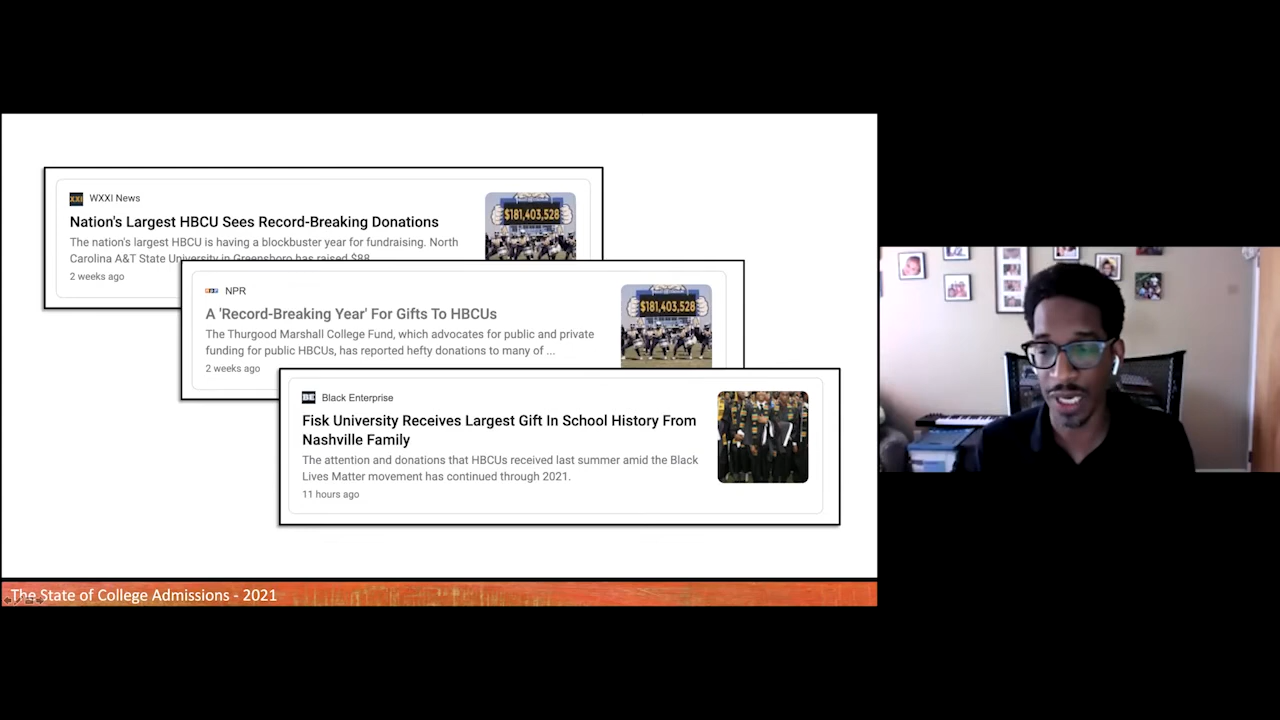 WXXI News
Nation's Largest HBCU Sees Record-Breaking Donations
The nation's largest HBCU is having a blockbuster year for fundraising. North
Carolina A&T State University in Greensboro has raised $88
2 weeks ago
$181,403,528
NPR
A 'Record-Breaking Year' For Gifts To HBCUs
The Thurgood Marshall College Fund, which advocates for public and private
funding for public HBCUs, has reported hefty donations to many of ...
2 weeks ago
$181,403,528
BE Black Enterprise
Fisk University Receives Largest Gift In School History From
Nashville Family
The attention and donations that HBCUs received last summer amid the Black
Lives Matter movement has continued through 2021.
11 hours ago
The State of College Admissions - 2021